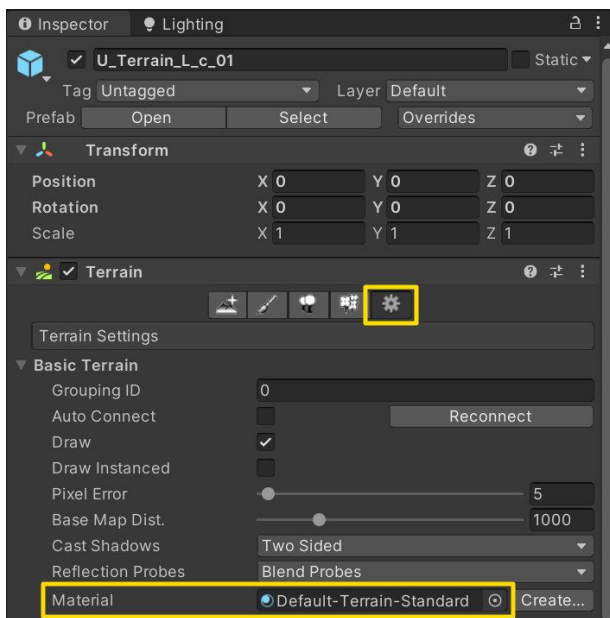 Inspector Lighting
U_Terrain_L_c_01 Static
Tag Untagged Layer Default
Prefab Open Select Overrides
Transform
Position X 0 Y 0 Z 0
Rotation X 0 Y 0 Z 0
Scale X 1 Y 1 Z 1
Terrain
Terrain Settings
Basic Terrain
Grouping ID 0
Auto Connect Reconnect
Draw
Draw Instanced
Pixel Error 5
Base Map Dist. 1000
Cast Shadows Two Sided
Reflection Probes Blend Probes
Material Default-Terrain-Standard Create...